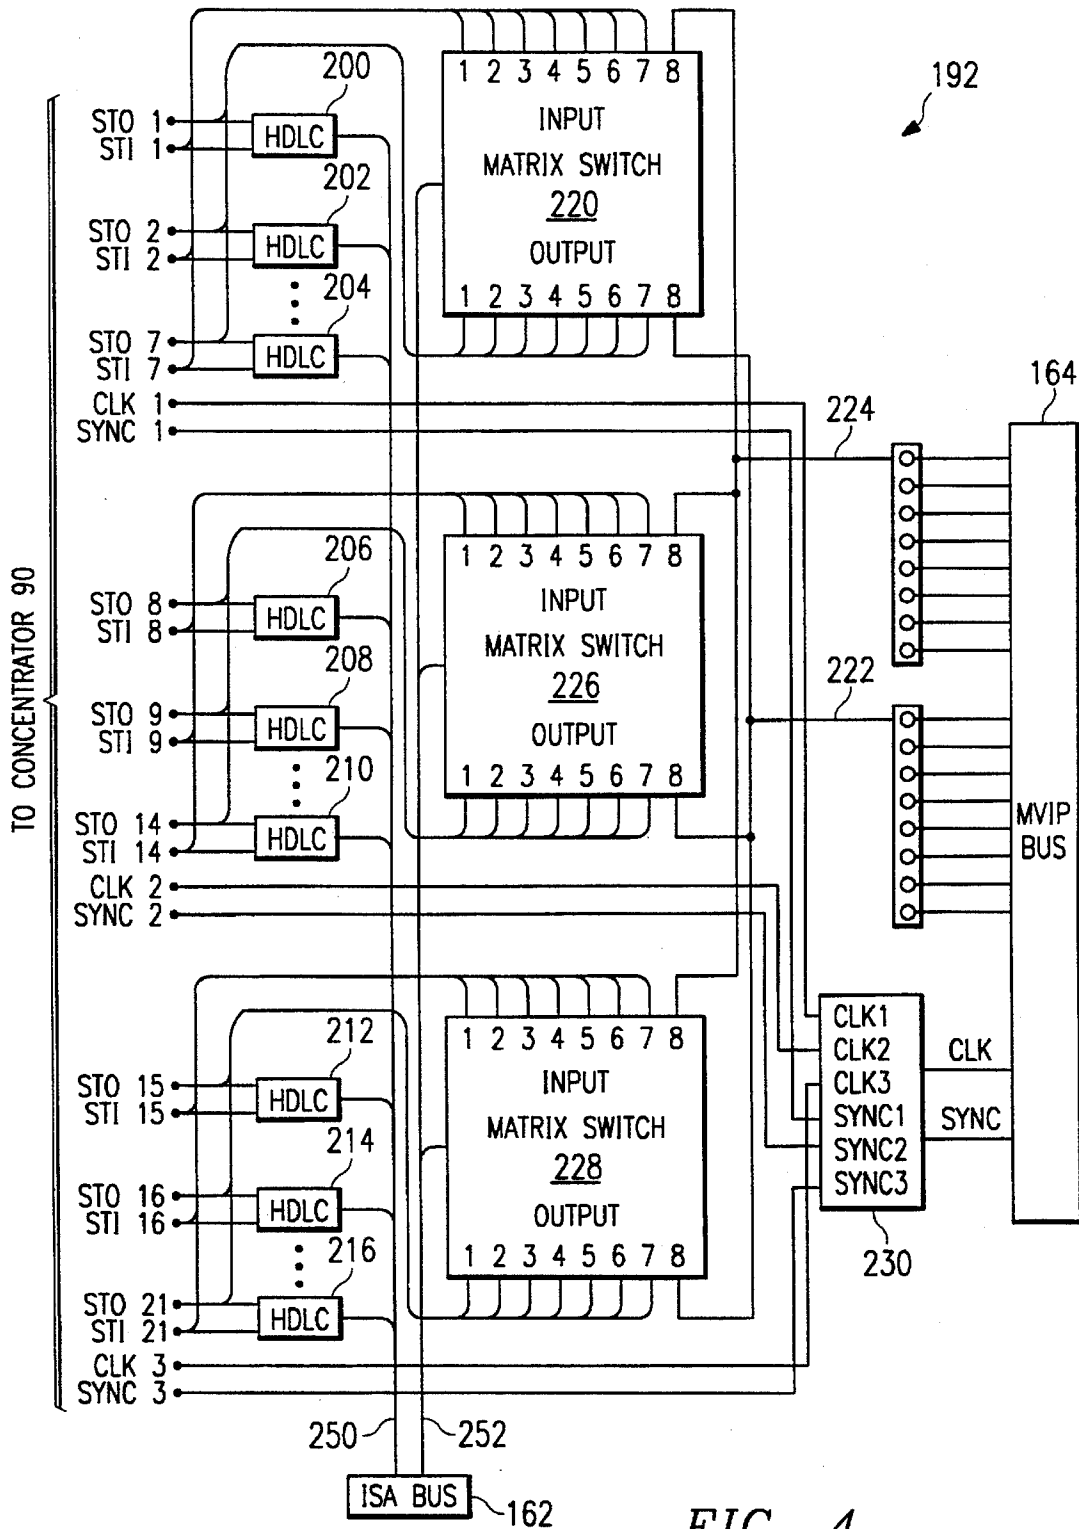 1 2 3 4 5 6 7 8
INPUT
MATRIX SWITCH
220
OUTPUT
1 2 3 4 5 6 7 8
192
200
STO 1
STI 1
HDLC
202
STO 2
STI 2
HDLC
204
STO 7
STI 7
HDLC
CLK 1
SYNC 1
164
224
1 2 3 4 5 6 7 8
INPUT
MATRIX SWITCH
226
OUTPUT
1 2 3 4 5 6 7 8
206
STO 8
STI 8
HDLC
208
STO 9
STI 9
HDLC
210
STO 14
STI 14
HDLC
CLK 2
SYNC 2
TO CONCENTRATOR 90
222
MVIP
BUS
1 2 3 4 5 6 7 8
INPUT
MATRIX SWITCH
228
OUTPUT
1 2 3 4 5 6 7 8
212
STO 15
STI 15
HDLC
214
STO 16
STI 16
HDLC
216
STO 21
STI 21
HDLC
CLK 3
SYNC 3
CLK1
CLK2
CLK3
SYNC1
SYNC2
SYNC3
CLK
SYNC
230
250
252
ISA BUS
162
FIG. 4